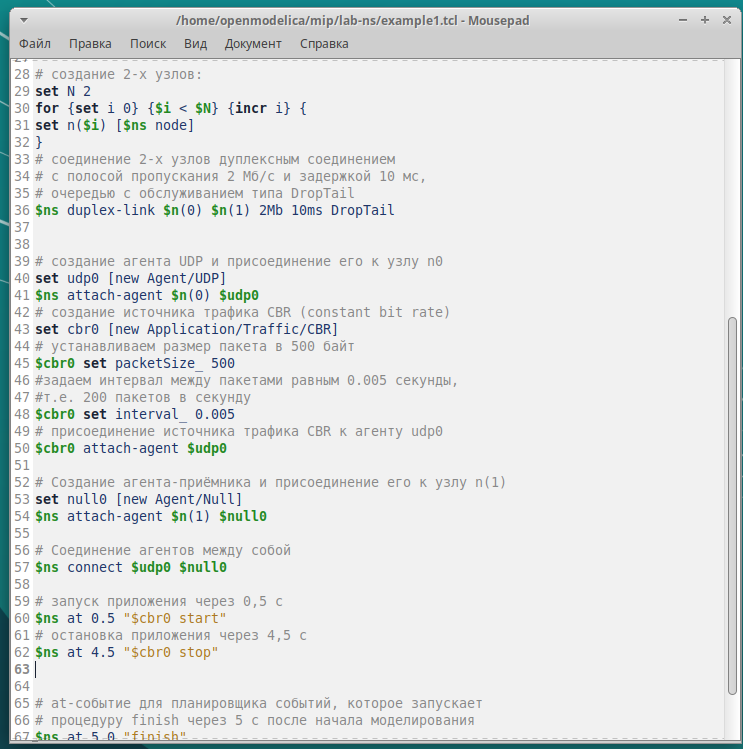 /home/openmodelica/mip/lab-ns/example1.tcl - Mousepad
Файл Правка Поиск Вид Документ Справка
27
28 # создание 2-х узлов:
29 set N 2
30 for {set i 0} {$i < $N} {incr i} {
31 set n($i) [$ns node]
32 }
33 # соединение 2-х узлов дуплексным соединением
34 # с полосой пропускания 2 Мб/с и задержкой 10 мс,
35 # очередью с обслуживанием типа DropTail
36 $ns duplex-link $n(0) $n(1) 2Mb 10ms DropTail
37
38
39 # создание агента UDP и присоединение его к узлу n0
40 set udp0 [new Agent/UDP]
41 $ns attach-agent $n(0) $udp0
42 # создание источника трафика CBR (constant bit rate)
43 set cbr0 [new Application/Traffic/CBR]
44 # устанавливаем размер пакета в 500 байт
45 $cbr0 set packetSize_ 500
46 #задаем интервал между пакетами равным 0.005 секунды,
47 #т.е. 200 пакетов в секунду
48 $cbr0 set interval_ 0.005
49 # присоединение источника трафика CBR к агенту udp0
50 $cbr0 attach-agent $udp0
51
52 # Создание агента-приёмника и присоединение его к узлу n(1)
53 set null0 [new Agent/Null]
54 $ns attach-agent $n(1) $null0
55
56 # Соединение агентов между собой
57 $ns connect $udp0 $null0
58
59 # запуск приложения через 0,5 с
60 $ns at 0.5 "$cbr0 start"
61 # остановка приложения через 4,5 с
62 $ns at 4.5 "$cbr0 stop"
63
64
65 # at-событие для планировщика событий, которое запускает
66 # процедуру finish через 5 с после начала моделирования
67 $ns at 5.0 "finish"